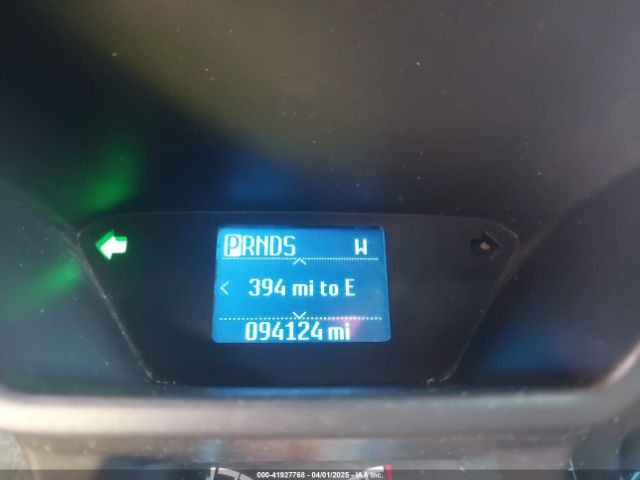 PRNDS W
394 mi to E
094124 mi
000-41927768 - 04/01/2025 - IAA Inc.